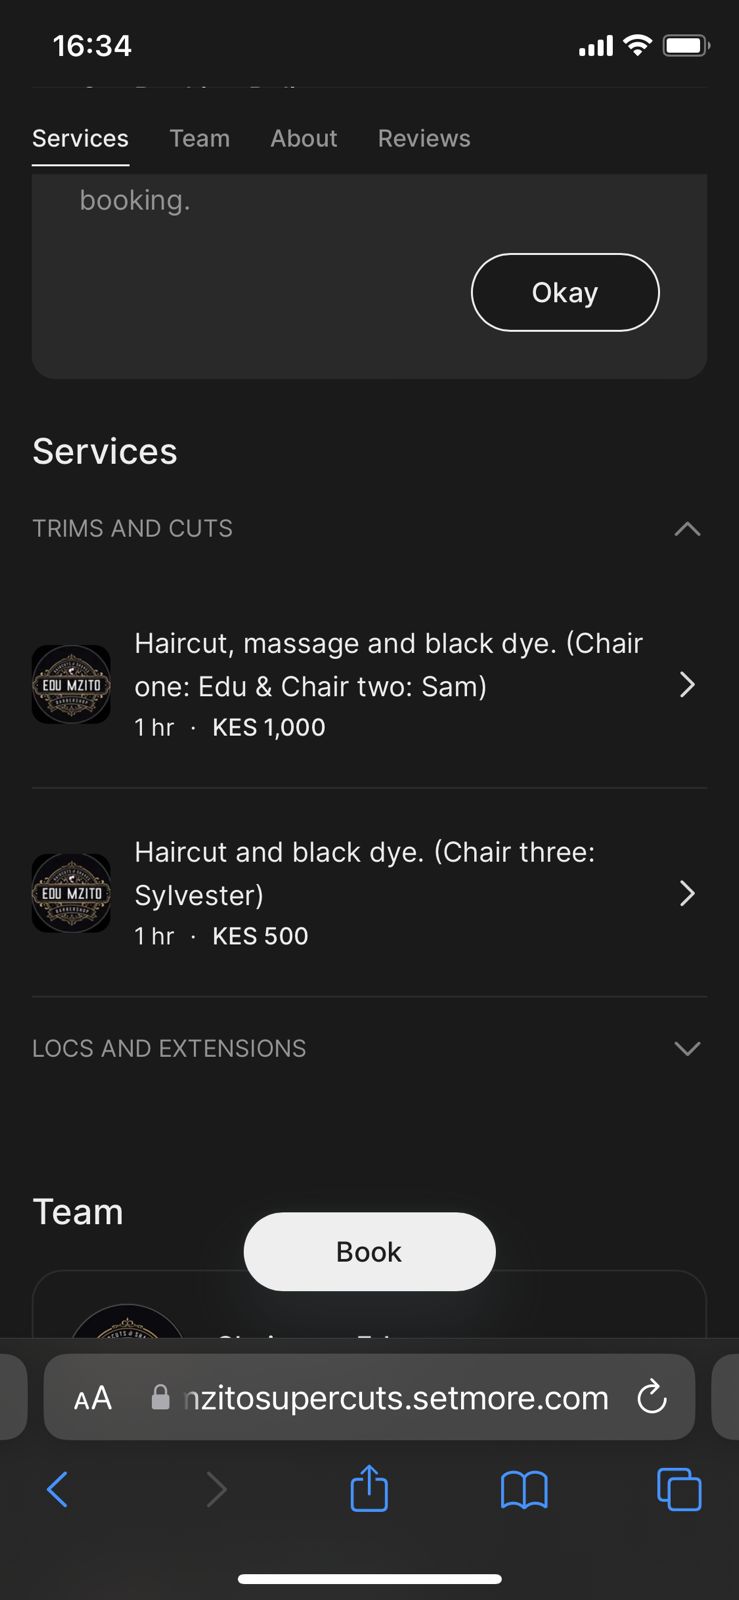 16:34
Services Team About Reviews
booking.
Okay
Services
TRIMS AND CUTS
EDU MZITO
Haircut, massage and black dye. (Chair
one: Edu & Chair two: Sam)
1 hr · KES 1,000
EDU MZITO
Haircut and black dye. (Chair three:
Sylvester)
1 hr · KES 500
LOCS AND EXTENSIONS
Team
Book
AA nzitosupercuts.setmore.com